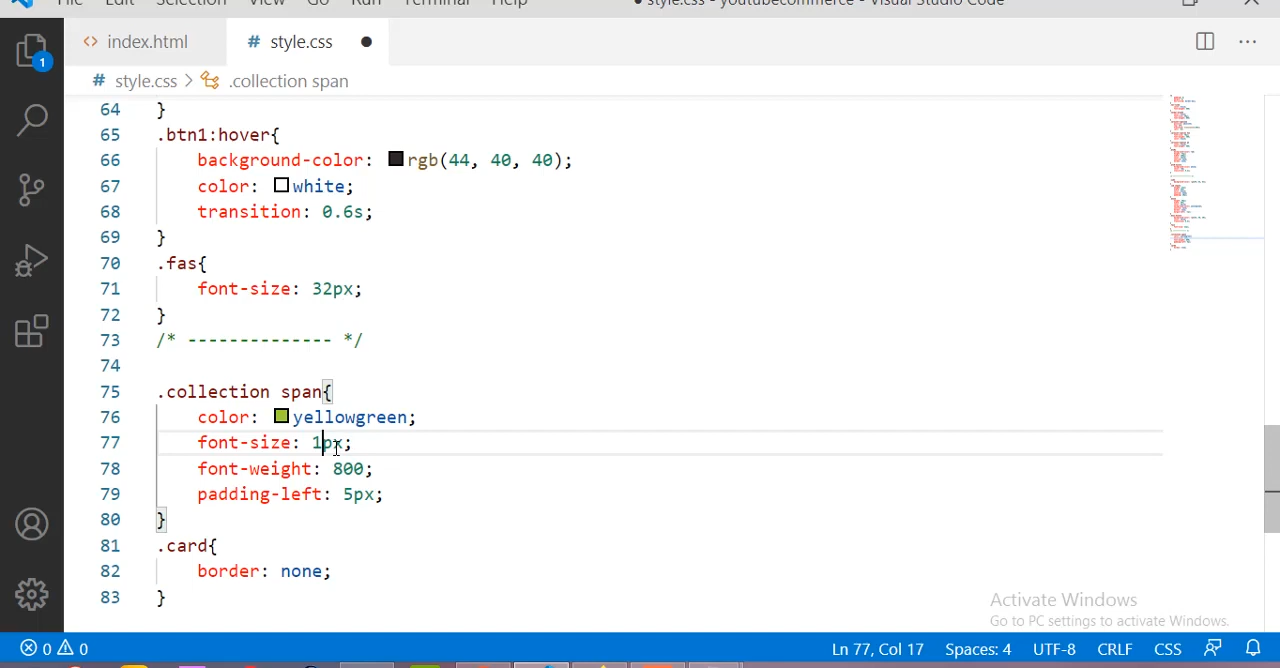 File Edit Selection View Go Run Terminal Help ● style.css - youtubecommerce - Visual Studio Code
1
<> index.html # style.css ●
# style.css > .collection span
64 }
65 .btn1:hover{
66 background-color: rgb(44, 40, 40);
67 color: white;
68 transition: 0.6s;
69 }
70 .fas{
71 font-size: 32px;
72 }
73 /* -------------- */
74
75 .collection span{
76 color: yellowgreen;
77 font-size: 1px;
78 font-weight: 800;
79 padding-left: 5px;
80 }
81 .card{
82 border: none;
83 }
Activate Windows
Go to PC settings to activate Windows.
0 0 Ln 77, Col 17 Spaces: 4 UTF-8 CRLF CSS